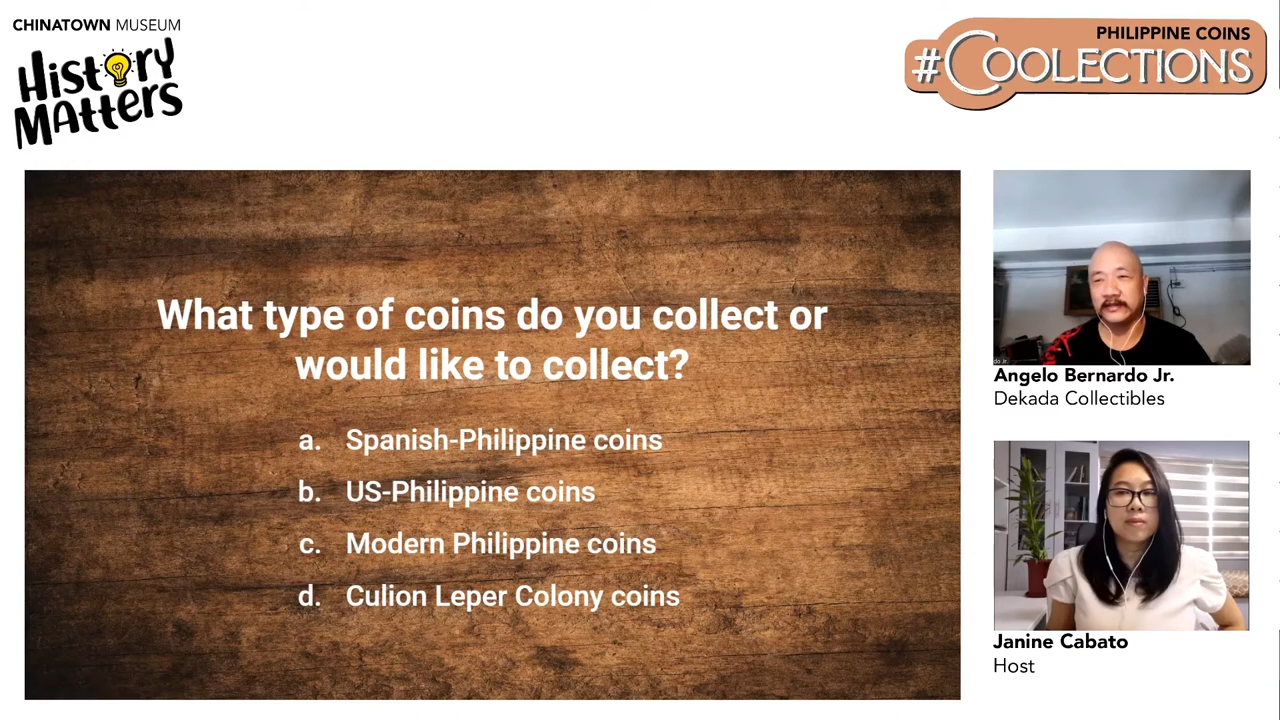 CHINATOWN MUSEUM
History
Matters
PHILIPPINE COINS
#COOLECTIONS
What type of coins do you collect or
would like to collect?
a. Spanish-Philippine coins
b. US-Philippine coins
c. Modern Philippine coins
d. Culion Leper Colony coins
Angelo Bernardo Jr.
Dekada Collectibles
Janine Cabato
Host